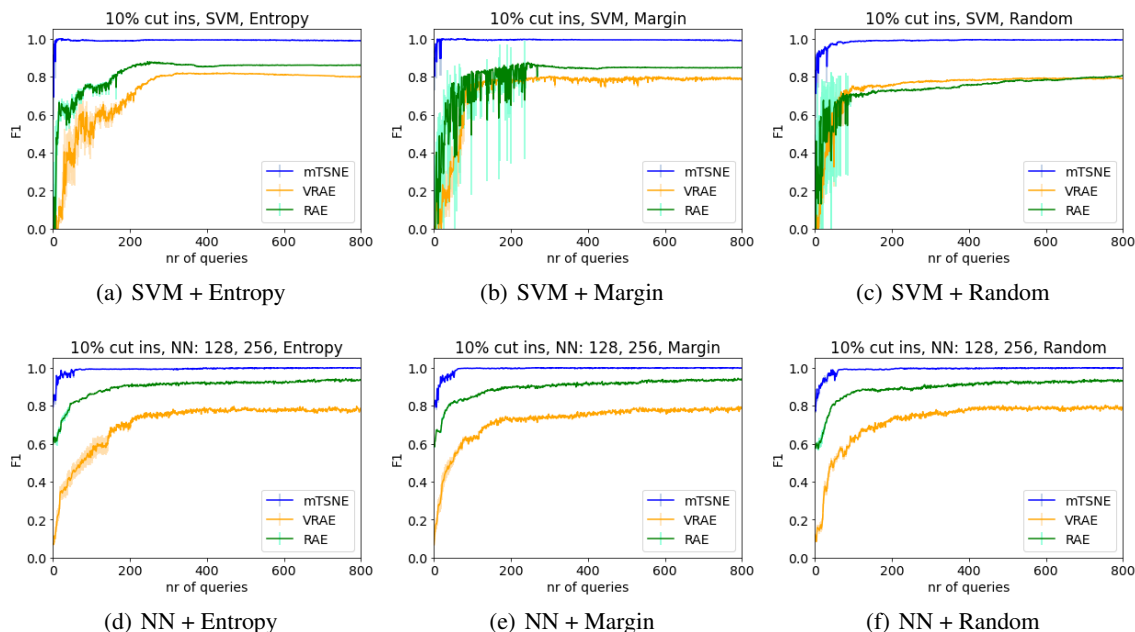 10% cut ins, SVM, Entropy
1.0
0.8
0.6
0.4
0.2
0.0
F1
0 200 400 600 800
nr of queries
mTSNE
VRAE
RAE
(a) SVM + Entropy
10% cut ins, SVM, Margin
1.0
0.8
0.6
0.4
0.2
0.0
F1
0 200 400 600 800
nr of queries
mTSNE
VRAE
RAE
(b) SVM + Margin
10% cut ins, SVM, Random
1.0
0.8
0.6
0.4
0.2
0.0
F1
0 200 400 600 800
nr of queries
mTSNE
VRAE
RAE
(c) SVM + Random
10% cut ins, NN: 128, 256, Entropy
1.0
0.8
0.6
0.4
0.2
0.0
F1
0 200 400 600 800
nr of queries
mTSNE
VRAE
RAE
(d) NN + Entropy
10% cut ins, NN: 128, 256, Margin
1.0
0.8
0.6
0.4
0.2
0.0
F1
0 200 400 600 800
nr of queries
mTSNE
VRAE
RAE
(e) NN + Margin
10% cut ins, NN: 128, 256, Random
1.0
0.8
0.6
0.4
0.2
0.0
F1
0 200 400 600 800
nr of queries
mTSNE
VRAE
RAE
(f) NN + Random